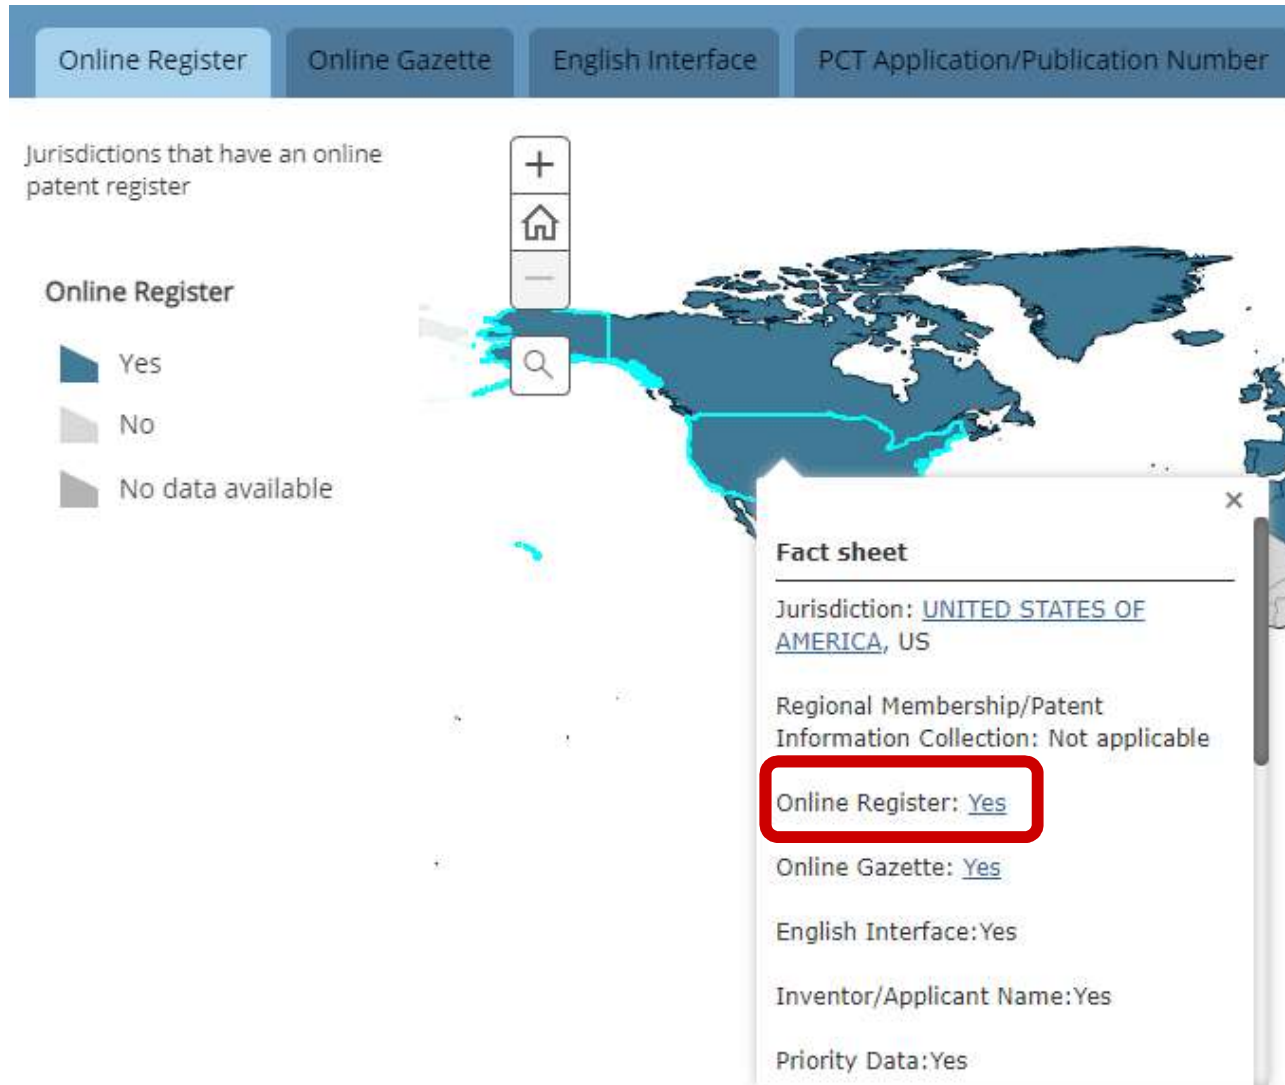 Online Register Online Gazette English Interface PCT Application/Publication Number
Jurisdictions that have an online
patent register
Online Register
Yes
No
No data available
Fact sheet
Jurisdiction: UNITED STATES OF
AMERICA, US
Regional Membership/Patent
Information Collection: Not applicable
Online Register: Yes
Online Gazette: Yes
English Interface:Yes
Inventor/Applicant Name:Yes
Priority Data:Yes